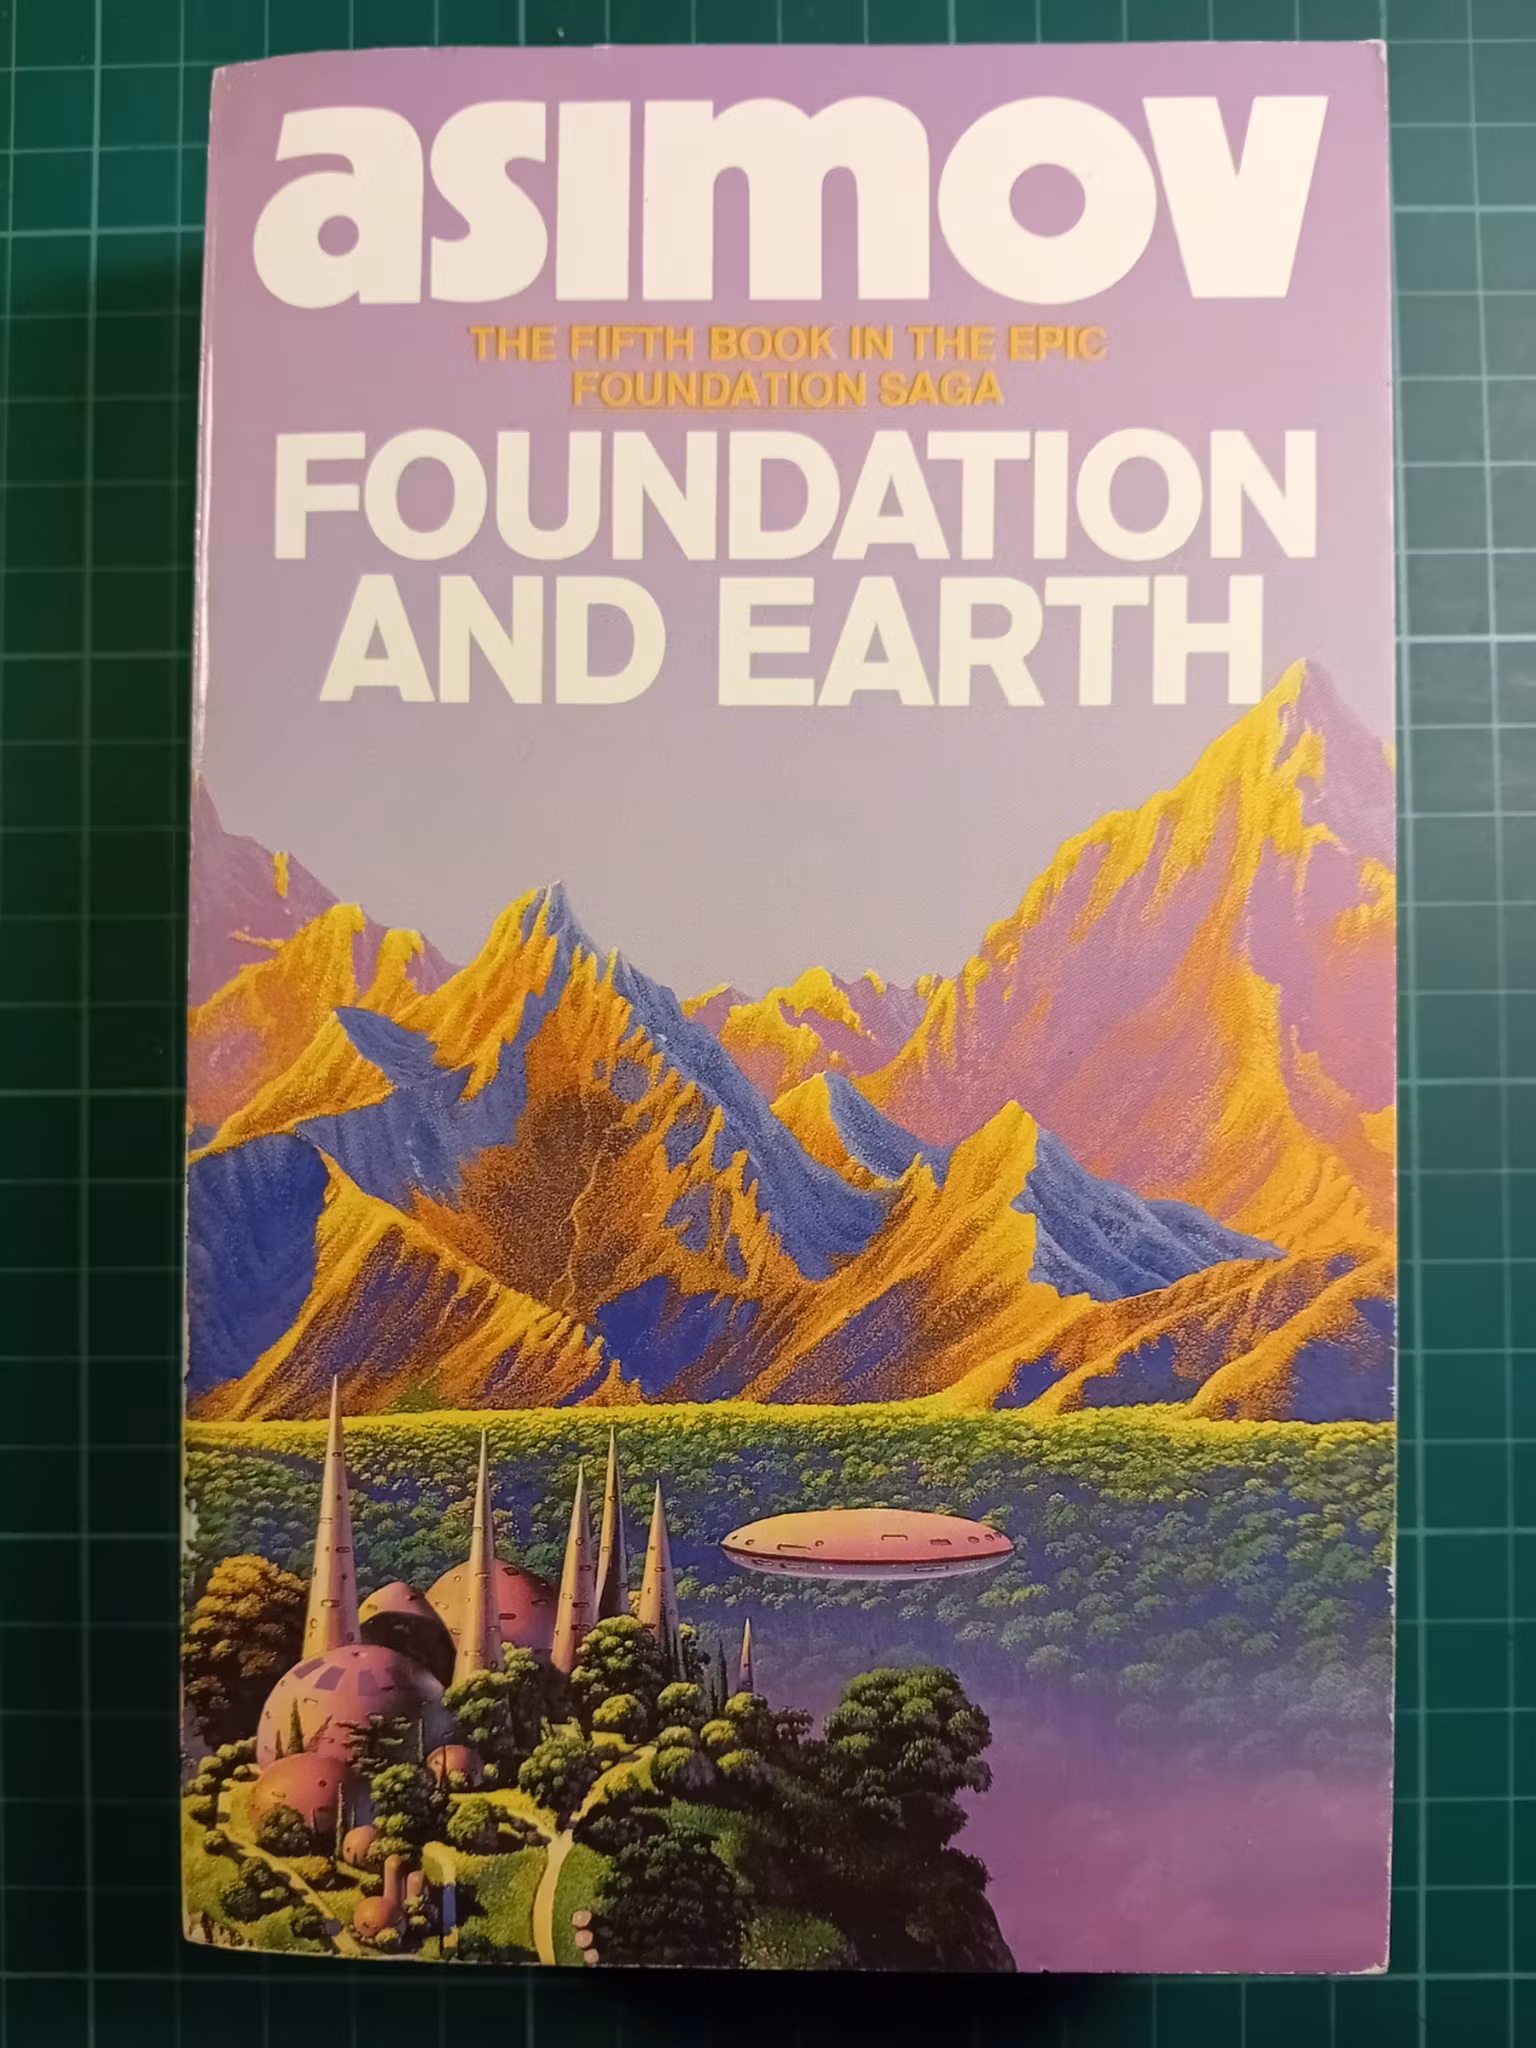 asimov
THE FIFTH BOOK IN THE EPIC
FOUNDATION SAGA
FOUNDATION
AND EARTH